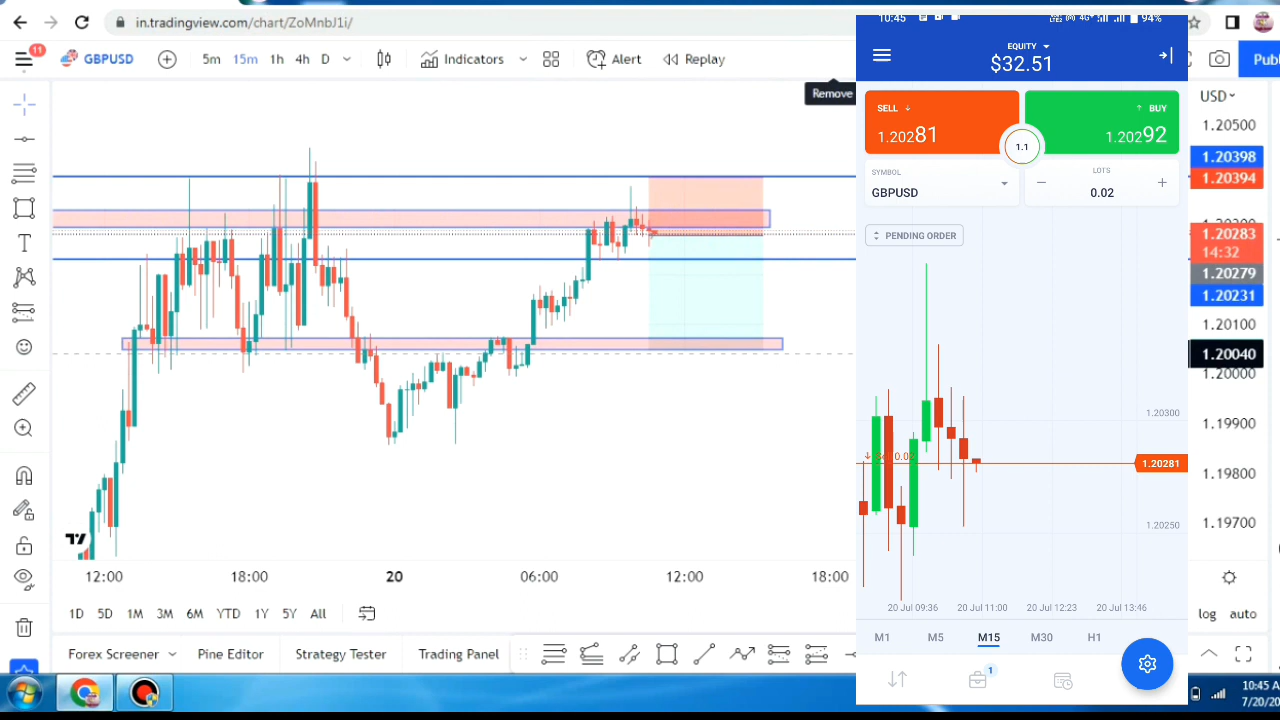 in.tradingview.com/chart/ZoMnbJ1i/
11
GBPUSD
5m 15m 1h 4h D
Indicators
Alert
Replay
Remove
USD
1.20500
1.20398
1.20394
1.20283
14:32
1.20279
1.20231
1.20100
1.20040
1.20000
1.19900
1.19800
1.19700
12:00 18:00 20 06:00 12:00 18:00
1D 5D 1M 3M 6M YTD 1Y 5Y All
log auto
Forex Screener Pine Editor Strategy Tester Trading Panel
10:45
7/20/20
10:45
4G
94%
EQUITY
$32.51
SELL
1.20281
BUY
1.20292
1.1
SYMBOL
GBPUSD
LOTS
0.02
PENDING ORDER
1.20300
1.20281
1.20250
20 Jul 09:36 20 Jul 11:00 20 Jul 12:23 20 Jul 13:46
M1 M5 M15 M30 H1
1